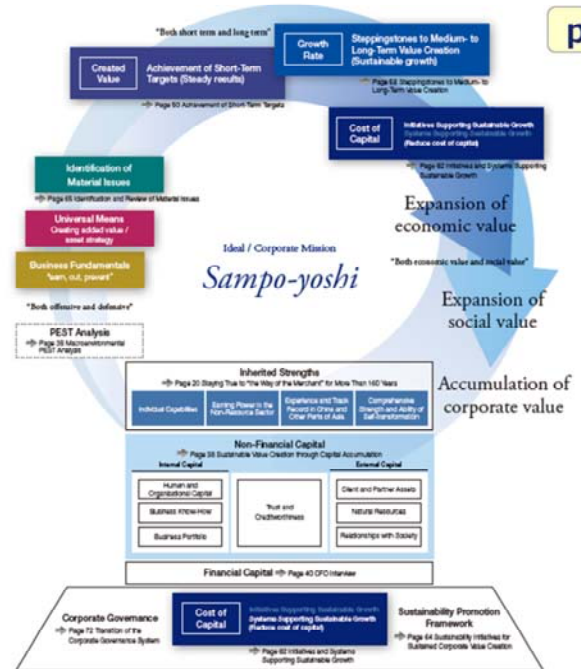 "Both short term and long term"
p
Created
Value
Achievement of Short-Term
Targets (Steady results)
Page 50 Achievement of Short-Term Targets
Growth
Rate
Steppingstones to Medium- to
Long-Term Value Creation
(Sustainable growth)
Page 58 Steppingstones to Medium- to
Long-Term Value Creation
Cost of
Capital
Initiatives Supporting Sustainable Growth
Systems Supporting Sustainable Growth
(Reduce cost of capital)
Page 62 Initiatives and Systems Supporting
Sustainable Growth
Identification of
Material Issues
Page 65 Identification and Review of Material Issues
Universal Means
Creating added value /
asset strategy
Business Fundamentals
"earn, cut, prevent"
"Both offensive and defensive"
PEST Analysis
Page 38 Macroenvironmental
PEST Analysis
Ideal / Corporate Mission
Sampo-yoshi
Expansion of
economic value
"Both economic value and social value"
Expansion of
social value
Accumulation of
corporate value
Inherited Strengths
Page 20 Staying True to "the Way of the Merchant" for More Than 160 Years
Individual Capabilities
Earning Power in the
Non-Resource Sector
Experience and Track
Record in China and
Other Parts of Asia
Comprehensive
Strength and Ability of
Self-Transformation
Non-Financial Capital
Page 38 Sustainable Value Creation through Capital Accumulation
Internal Capital
External Capital
Human and
Organizational Capital
Business Know-How
Business Portfolio
Trust and
Creditworthiness
Client and Partner Assets
Natural Resources
Relationships with Society
Financial Capital Page 40 CFO Interview
Corporate Governance
Page 72 Transition of the
Corporate Governance System
Cost of
Capital
Initiatives Supporting Sustainable Growth
Systems Supporting Sustainable Growth
(Reduce cost of capital)
Page 62 Initiatives and Systems
Supporting Sustainable Growth
Sustainability Promotion
Framework
Page 64 Sustainability Initiatives for
Sustained Corporate Value Creation